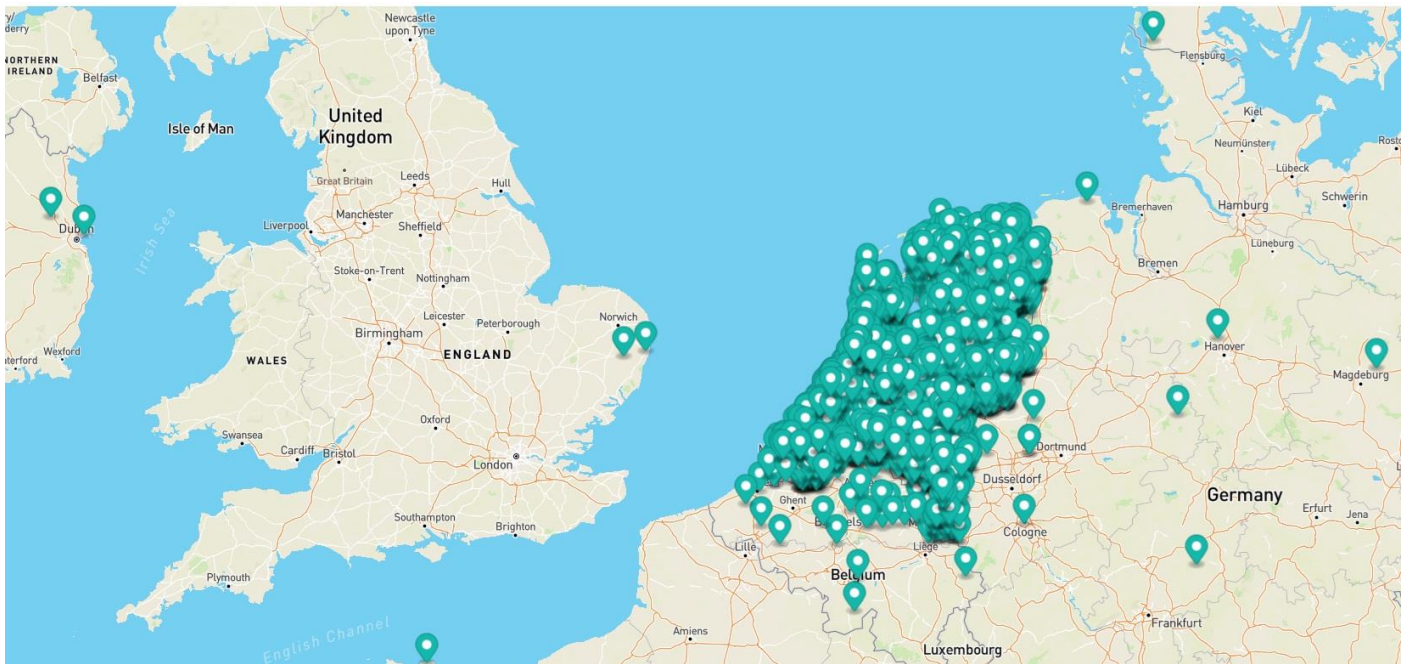 Newcastle
upon Tyne
NORTHERN
IRELAND
Belfast
Isle of Man
United
Kingdom
Great Britain
Leeds
Hull
Liverpool
Manchester
Sheffield
Irish Sea
Stoke-on-Trent
Nottingham
Leicester
Peterborough
Norwich
Birmingham
WALES
ENGLAND
Wexford
Oxford
Swansea
Cardiff
Bristol
London
Southampton
Brighton
Plymouth
English Channel
Flensburg
Kiel
Rosto
Neumünster
Lübeck
Schwerin
Hamburg
Bremerhaven
Lüneburg
Bremen
Hanover
Magdeburg
Dortmund
Dusseldorf
Cologne
Germany
Erfurt
Jena
Ghent
Lille
Liège
Belgium
Amiens
Luxembourg
Frankfurt